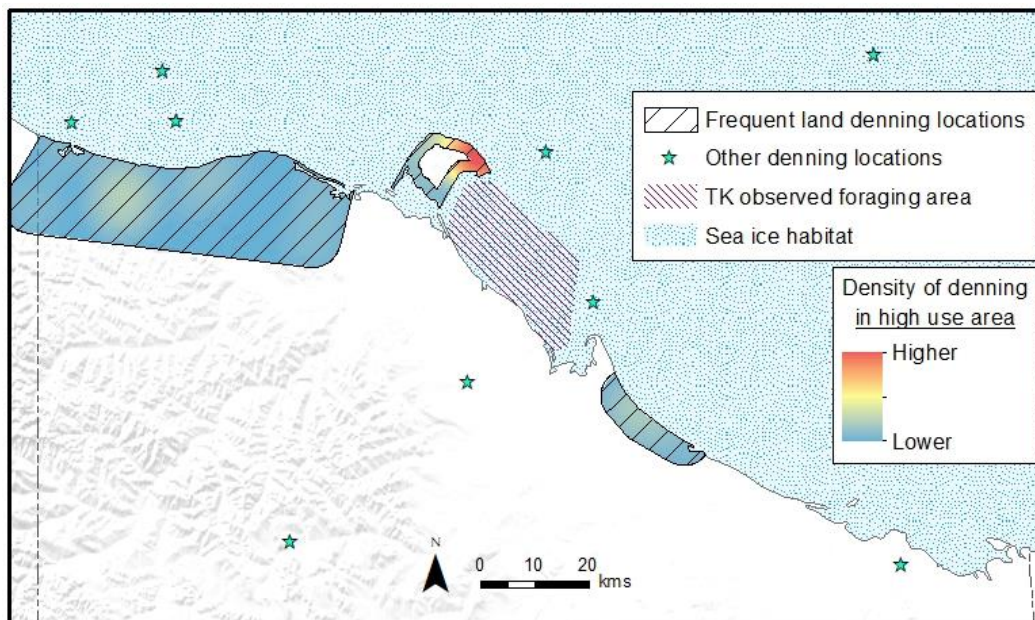 Frequent land denning locations
Other denning locations
TK observed foraging area
Sea ice habitat
Density of denning
in high use area
Higher
Lower
N
0 10 20
kms